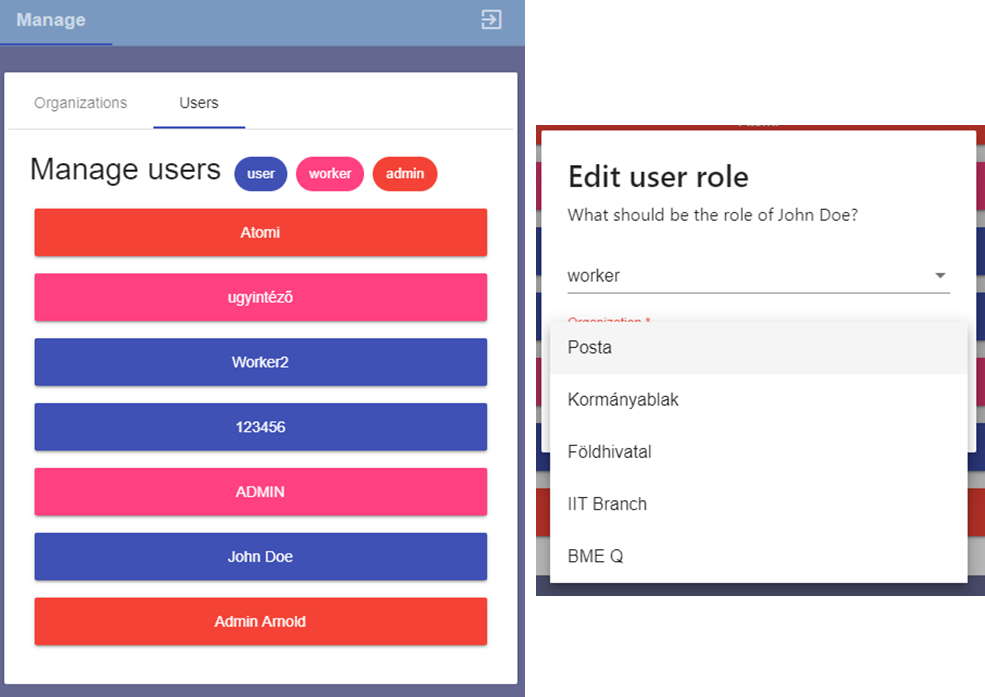 Manage
Organizations Users
Manage users user worker admin
Atomi
ugyintéző
Worker2
123456
ADMIN
John Doe
Admin Arnold
Edit user role
What should be the role of John Doe?
worker
Organization *
Posta
Kormányablak
Földhivatal
IIT Branch
BME Q